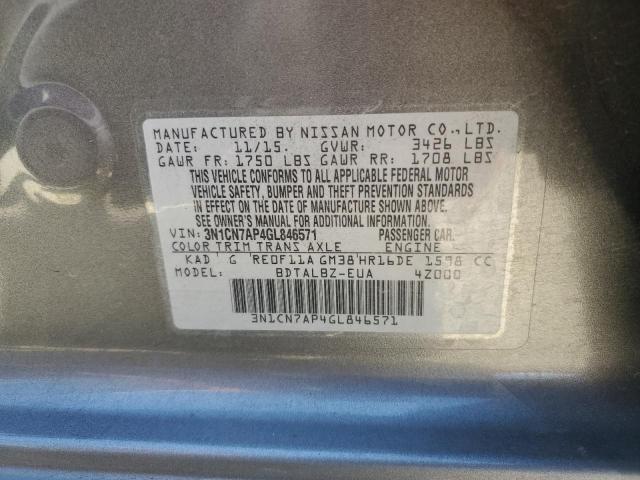 MANUFACTURED BY NISSAN MOTOR CO., LTD.
DATE: 11/15. GVWR: 3426 LBS
GAWR FR: 1750 LBS GAWR RR: 1708 LBS
THIS VEHICLE CONFORMS TO ALL APPLICABLE FEDERAL MOTOR
VEHICLE SAFETY, BUMPER AND THEFT PREVENTION STANDARDS
IN EFFECT ON THE DATE OF MANUFACTURE SHOWN ABOVE.
SEE OWNER'S MANUAL FOR ADDITIONAL INFORMATION.
VIN: 3N1CN7AP4GL846571 PASSENGER CAR.
COLOR TRIM TRANS AXLE ENGINE
KAD G RE0F11A GM38 HR16DE 1598 CC
MODEL: BDTALBZ-EUA 4Z000
3N1CN7AP4GL846571